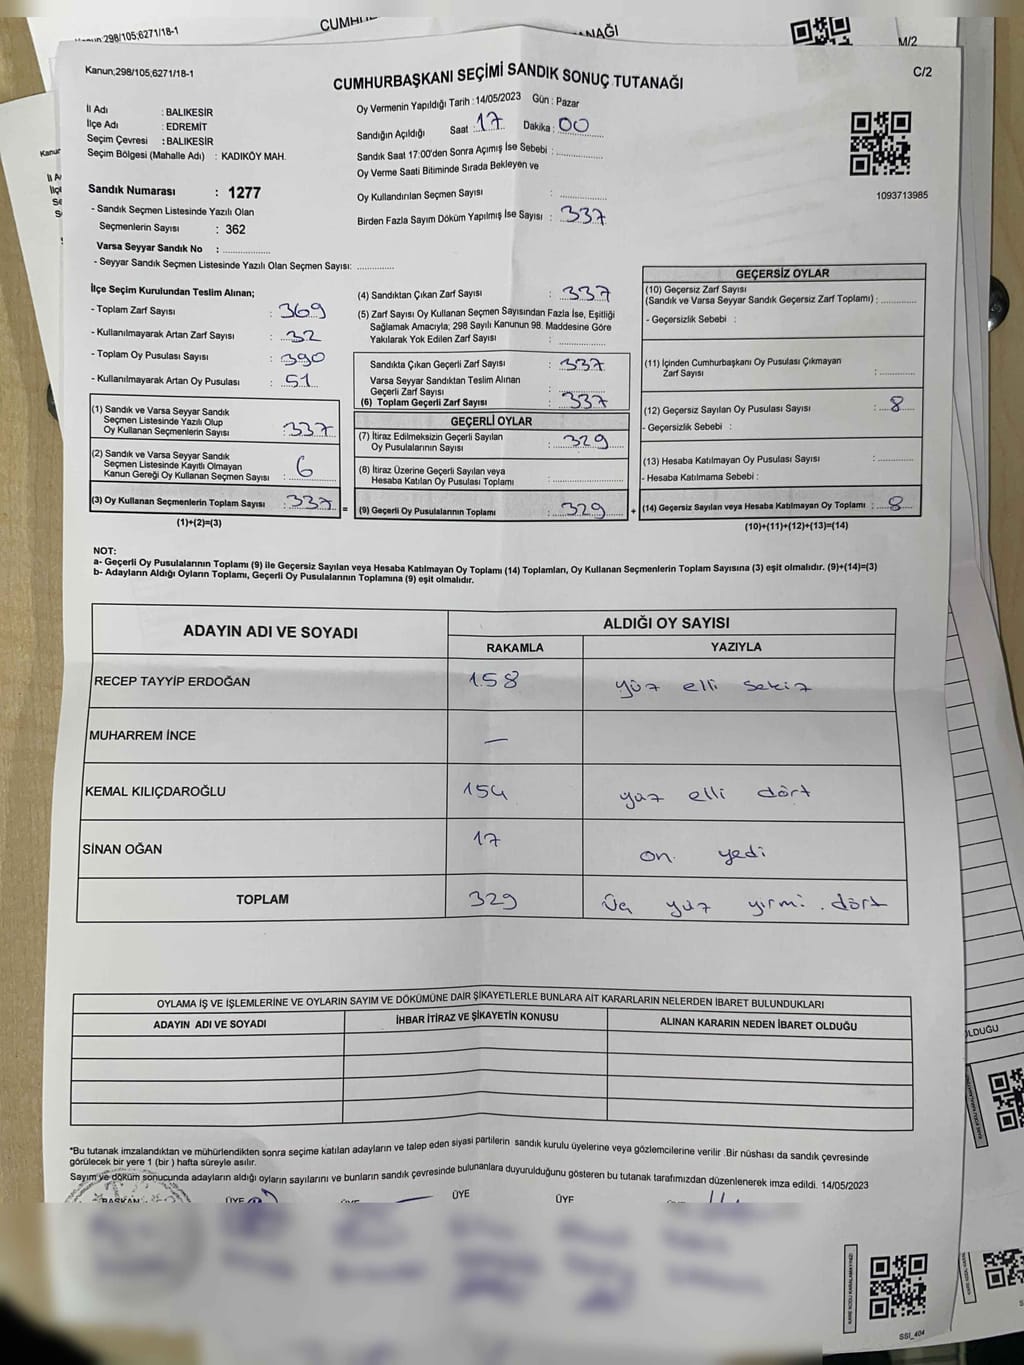 Kanun;298/105;6271/18-1
CUMHURBAŞKANI SEÇİMİ SANDIK SONUÇ TUTANAĞI
C/2
M/2
İl Adı : BALIKESİR
İlçe Adı : EDREMİT
Seçim Çevresi : BALIKESİR
Seçim Bölgesi (Mahalle Adı) : KADIKÖY MAH.
Sandık Numarası : 1277
- Sandık Seçmen Listesinde Yazılı Olan
Seçmenlerin Sayısı : 362
Varsa Seyyar Sandık No :
- Seyyar Sandık Seçmen Listesinde Yazılı Olan Seçmen Sayısı:
Oy Vermenin Yapıldığı Tarih : 14/05/2023 Gün : Pazar
Sandığın Açıldığı Saat : 17 Dakika : 00
Sandık Saat 17:00'den Sonra Açımış İse Sebebi :
Oy Verme Saati Bitiminde Sırada Bekleyen ve
Oy Kullandırılan Seçmen Sayısı :
Birden Fazla Sayım Döküm Yapılmış İse Sayısı : 337
1093713985
İlçe Seçim Kurulundan Teslim Alınan;
- Toplam Zarf Sayısı : 369
- Kullanılmayarak Artan Zarf Sayısı : 32
- Toplam Oy Pusulası Sayısı : 390
- Kullanılmayarak Artan Oy Pusulası : 51
(1) Sandık ve Varsa Seyyar Sandık
Seçmen Listesinde Yazılı Olup
Oy Kullanan Seçmenlerin Sayısı : 337
(2) Sandık ve Varsa Seyyar Sandık
Seçmen Listesinde Kayıtlı Olmayan
Kanun Gereği Oy Kullanan Seçmen Sayısı : 6
(3) Oy Kullanan Seçmenlerin Toplam Sayısı : 337
(1)+(2)=(3)
(4) Sandıktan Çıkan Zarf Sayısı : 337
(5) Zarf Sayısı Oy Kullanan Seçmen Sayısından Fazla İse, Eşitliği
Sağlamak Amacıyla; 298 Sayılı Kanunun 98. Maddesine Göre
Yakılarak Yok Edilen Zarf Sayısı :
Sandıkta Çıkan Geçerli Zarf Sayısı : 337
Varsa Seyyar Sandıktan Teslim Alınan
Geçerli Zarf Sayısı :
(6) Toplam Geçerli Zarf Sayısı : 337
GEÇERLİ OYLAR
(7) İtiraz Edilmeksizin Geçerli Sayılan
Oy Pusulalarının Sayısı : 329
(8) İtiraz Üzerine Geçerli Sayılan veya
Hesaba Katılan Oy Pusulası Toplamı :
= (9) Geçerli Oy Pusulalarının Toplamı : 329
GEÇERSİZ OYLAR
(10) Geçersiz Zarf Sayısı
(Sandık ve Varsa Seyyar Sandık Geçersiz Zarf Toplamı) :
- Geçersizlik Sebebi :
(11) İçinden Cumhurbaşkanı Oy Pusulası Çıkmayan
Zarf Sayısı :
(12) Geçersiz Sayılan Oy Pusulası Sayısı : 8
- Geçersizlik Sebebi :
(13) Hesaba Katılmayan Oy Pusulası Sayısı :
- Hesaba Katılmama Sebebi :
+ (14) Geçersiz Sayılan veya Hesaba Katılmayan Oy Toplamı : 8
(10)+(11)+(12)+(13)=(14)
NOT:
a- Geçerli Oy Pusulalarının Toplamı (9) ile Geçersiz Sayılan veya Hesaba Katılmayan Oy Toplamı (14) Toplamları, Oy Kullanan Seçmenlerin Toplam Sayısına (3) eşit olmalıdır. (9)+(14)=(3)
b- Adayların Aldığı Oyların Toplamı, Geçerli Oy Pusulalarının Toplamına (9) eşit olmalıdır.
ADAYIN ADI VE SOYADI ALDIĞI OY SAYISI
RAKAMLA YAZIYLA
RECEP TAYYİP ERDOĞAN 158 yüz elli sekiz
MUHARREM İNCE —
KEMAL KILIÇDAROĞLU 154 yüz elli dört
SİNAN OĞAN 17 on yedi
TOPLAM 329 Üç yüz yirmi dört
OYLAMA İŞ VE İŞLEMLERİNE VE OYLARIN SAYIM VE DÖKÜMÜNE DAİR ŞİKAYETLERLE BUNLARA AİT KARARLARIN NELERDEN İBARET BULUNDUKLARI
ADAYIN ADI VE SOYADI İHBAR İTİRAZ VE ŞİKAYETİN KONUSU ALINAN KARARIN NEDEN İBARET OLDUĞU
*Bu tutanak imzalandıktan ve mühürlendikten sonra seçime katılan adayların ve talep eden siyasi partilerin sandık kurulu üyelerine veya gözlemcilerine verilir .Bir nüshası da sandık çevresinde
görülecek bir yere 1 (bir ) hafta süreyle asılır.
Sayım ve döküm sonucunda adayların aldığı oyların sayılarını ve bunların sandık çevresinde bulunanlara duyurulduğunu gösteren bu tutanak tarafımızdan düzenlenerek imza edildi. 14/05/2023
BAŞKAN ÜYE ÜYE ÜYE ÜYE
SSI_404